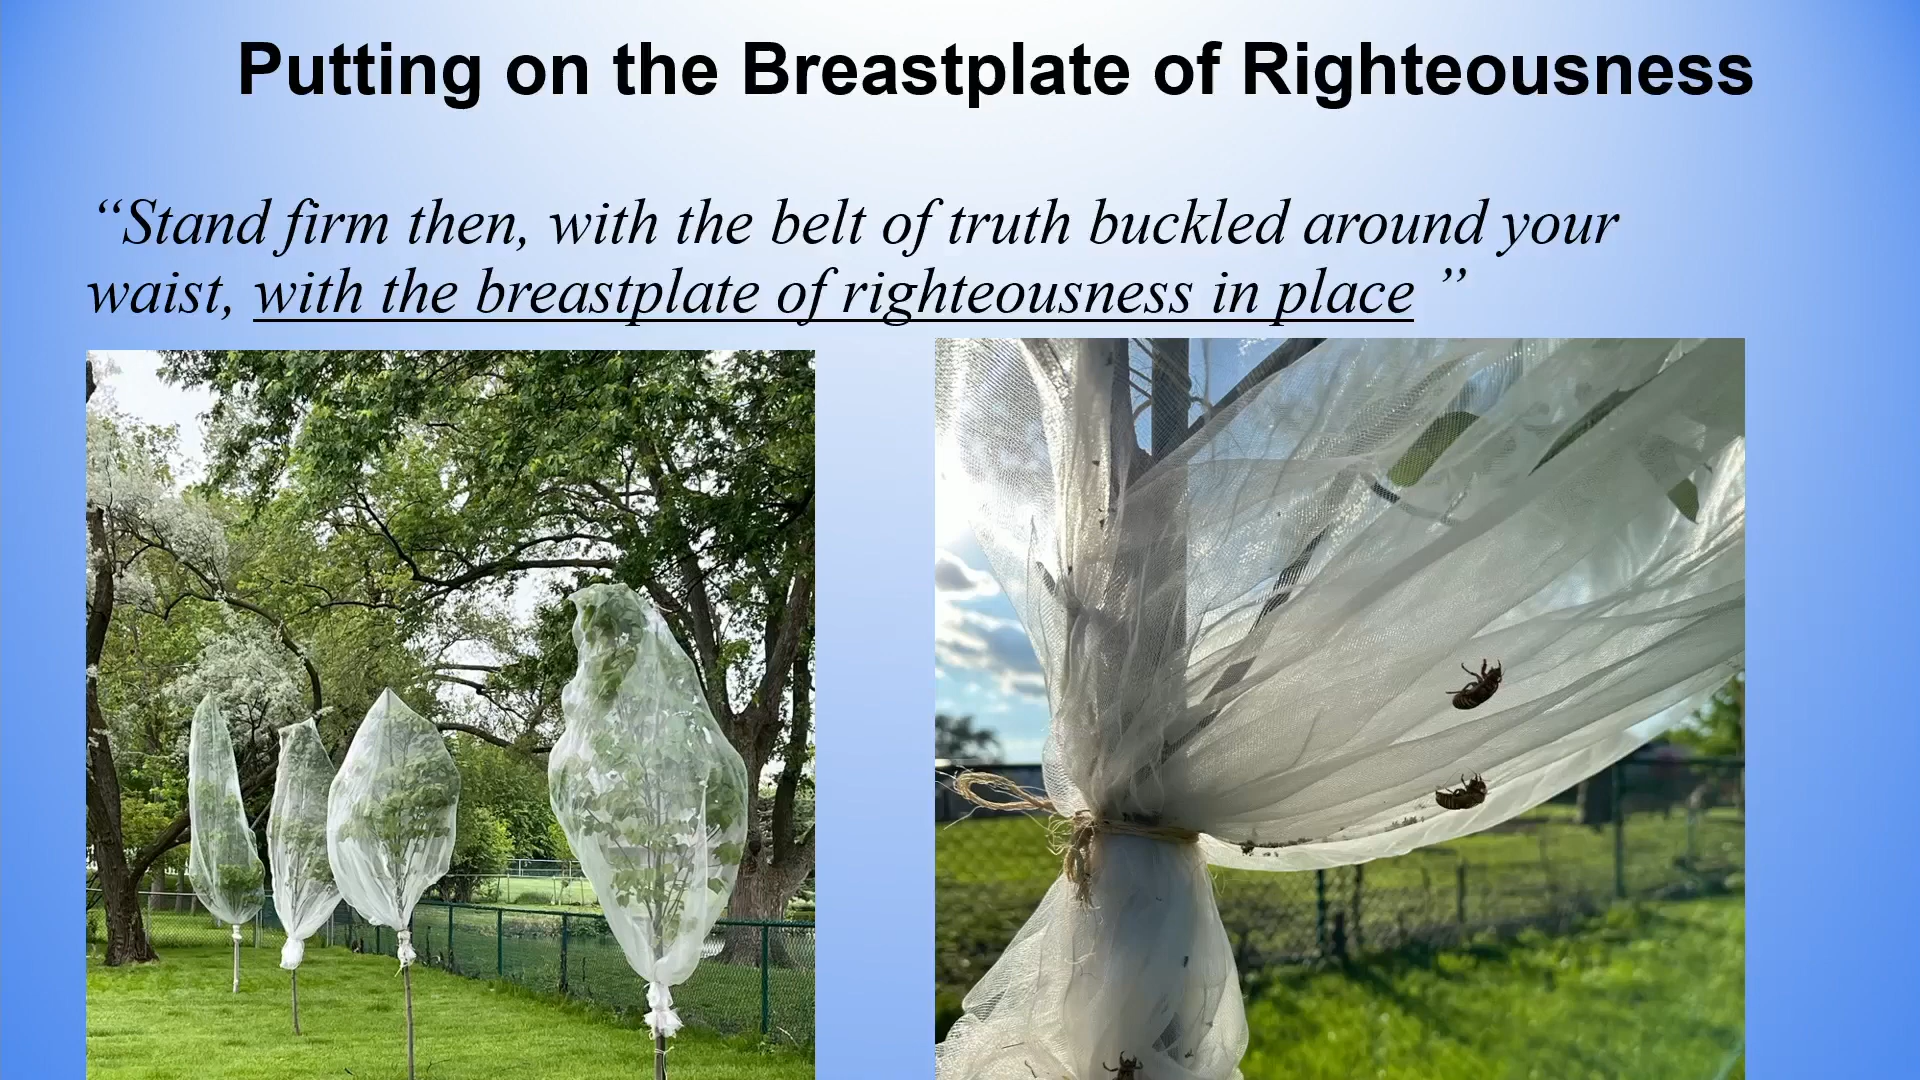 Putting on the Breastplate of Righteousness
“Stand firm then, with the belt of truth buckled around your
waist, with the breastplate of righteousness in place ”